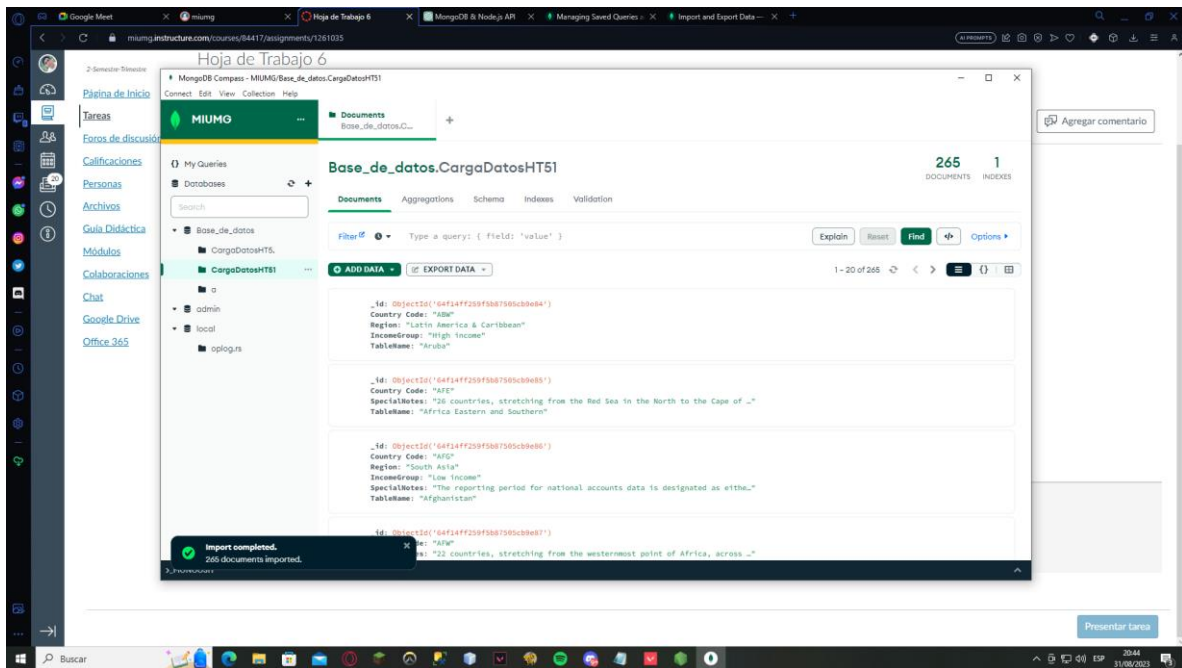 Google Meet
miumg
Hoja de Trabajo 6
MongoDB & Node.js API
Managing Saved Queries
Import and Export Data —
miumg.instructure.com/courses/84417/assignments/1261035
AI PROMPTS
2-Semestre-Trimestre
Hoja de Trabajo 6
Página de Inicio
Tareas
Foros de discusión
Calificaciones
Personas
Archivos
Guía Didáctica
Módulos
Colaboraciones
Chat
Google Drive
Office 365
20
Agregar comentario
MongoDB Compass - MIUMG/Base_de_datos.CargaDatosHT51
Connect Edit View Collection Help
MIUMG
Documents
Base_de_datos.C...
My Queries
Databases
Search
Base_de_datos
CargaDatosHT5.
CargaDatosHT51
a
admin
local
oplog.rs
Base_de_datos.CargaDatosHT51
265
DOCUMENTS
1
INDEXES
Documents Aggregations Schema Indexes Validation
Filter
Type a query: { field: 'value' }
Explain Reset Find </> Options
ADD DATA
EXPORT DATA
1 - 20 of 265
{}
_id: ObjectId('64f14ff259f5b87505cb9e84')
Country Code: "ABW"
Region: "Latin America & Caribbean"
IncomeGroup: "High income"
TableName: "Aruba"
_id: ObjectId('64f14ff259f5b87505cb9e85')
Country Code: "AFE"
SpecialNotes: "26 countries, stretching from the Red Sea in the North to the Cape of …"
TableName: "Africa Eastern and Southern"
_id: ObjectId('64f14ff259f5b87505cb9e86')
Country Code: "AFG"
Region: "South Asia"
IncomeGroup: "Low income"
SpecialNotes: "The reporting period for national accounts data is designated as eithe…"
TableName: "Afghanistan"
_id: ObjectId('64f14ff259f5b87505cb9e87')
de: "AFW"
es: "22 countries, stretching from the westernmost point of Africa, across …"
Import completed.
265 documents imported.
>_MONGOSH
Presentar tarea
Buscar
ESP
20:44
31/08/2023